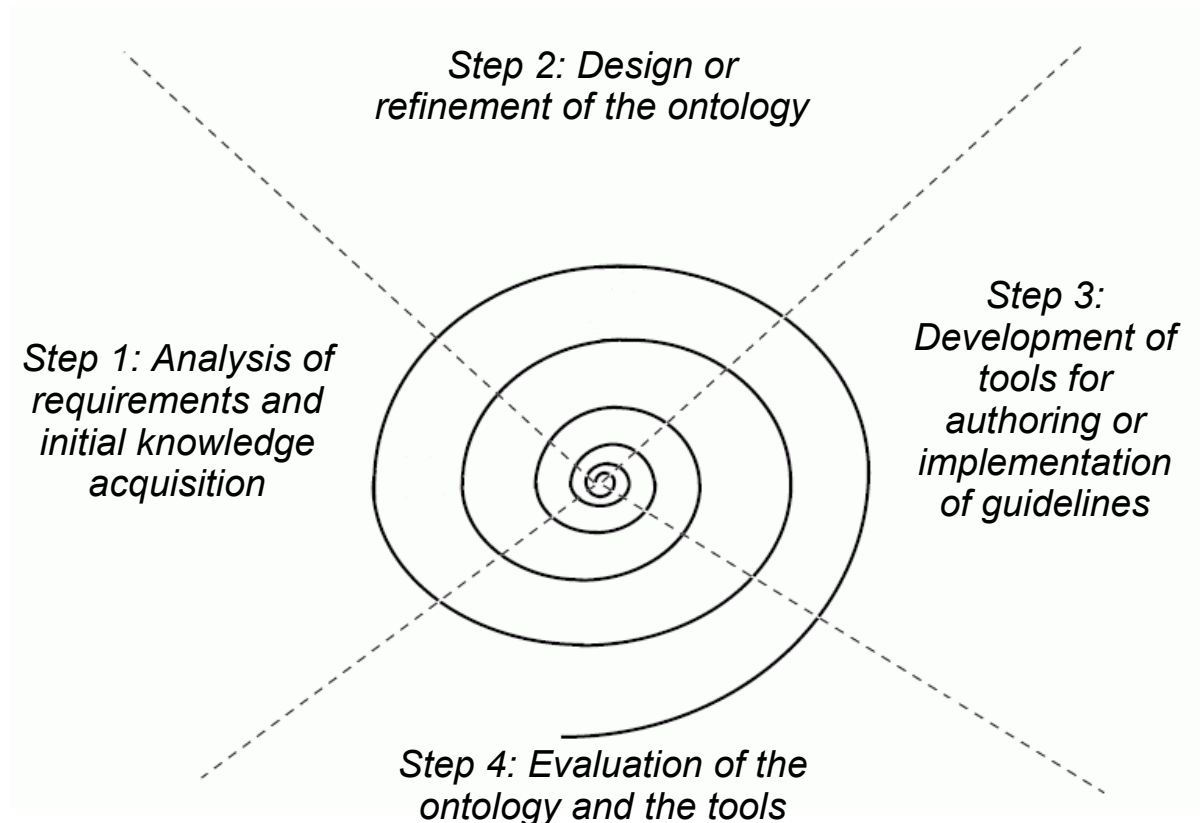 Step 2: Design or
refinement of the ontology
Step 1: Analysis of
requirements and
initial knowledge
acquisition
Step 3:
Development of
tools for
authoring or
implementation
of guidelines
Step 4: Evaluation of the
ontology and the tools